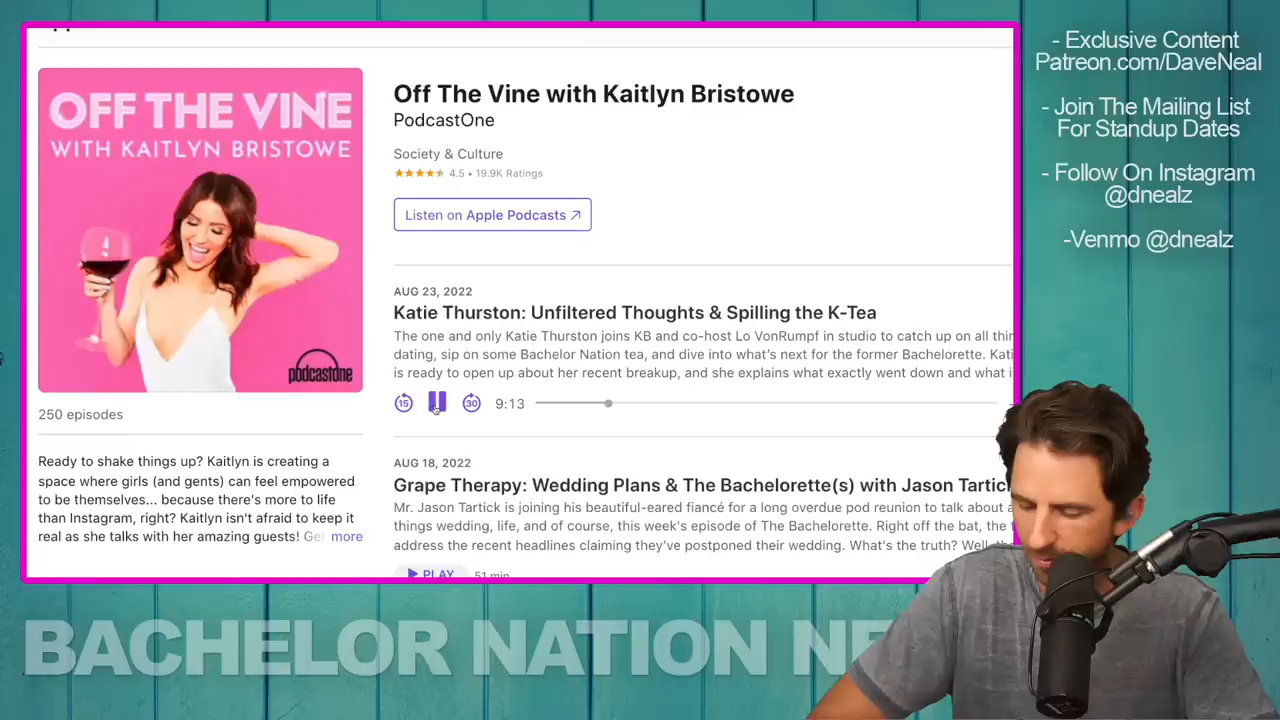 OFF THE VINE
WITH KAITLYN BRISTOWE
podcastone
250 episodes
Ready to shake things up? Kaitlyn is creating a
space where girls (and gents) can feel empowered
to be themselves... because there's more to life
than Instagram, right? Kaitlyn isn't afraid to keep it
real as she talks with her amazing guests! Ge more
Off The Vine with Kaitlyn Bristowe
PodcastOne
Society & Culture
★★★★★ 4.5 • 19.9K Ratings
Listen on Apple Podcasts ↗
AUG 23, 2022
Katie Thurston: Unfiltered Thoughts & Spilling the K-Tea
The one and only Katie Thurston joins KB and co-host Lo VonRumpf in studio to catch up on all thin
dating, sip on some Bachelor Nation tea, and dive into what's next for the former Bachelorette. Kati
is ready to open up about her recent breakup, and she explains what exactly went down and what i
15 30 9:13
AUG 18, 2022
Grape Therapy: Wedding Plans & The Bachelorette(s) with Jason Tartic
Mr. Jason Tartick is joining his beautiful-eared fiancé for a long overdue pod reunion to talk about a
things wedding, life, and of course, this week's episode of The Bachelorette. Right off the bat, the
address the recent headlines claiming they've postponed their wedding. What's the truth? Well,
PLAY 51 min
- Exclusive Content
Patreon.com/DaveNeal
- Join The Mailing List
For Standup Dates
- Follow On Instagram
@dnealz
-Venmo @dnealz
BACHELOR NATION NE